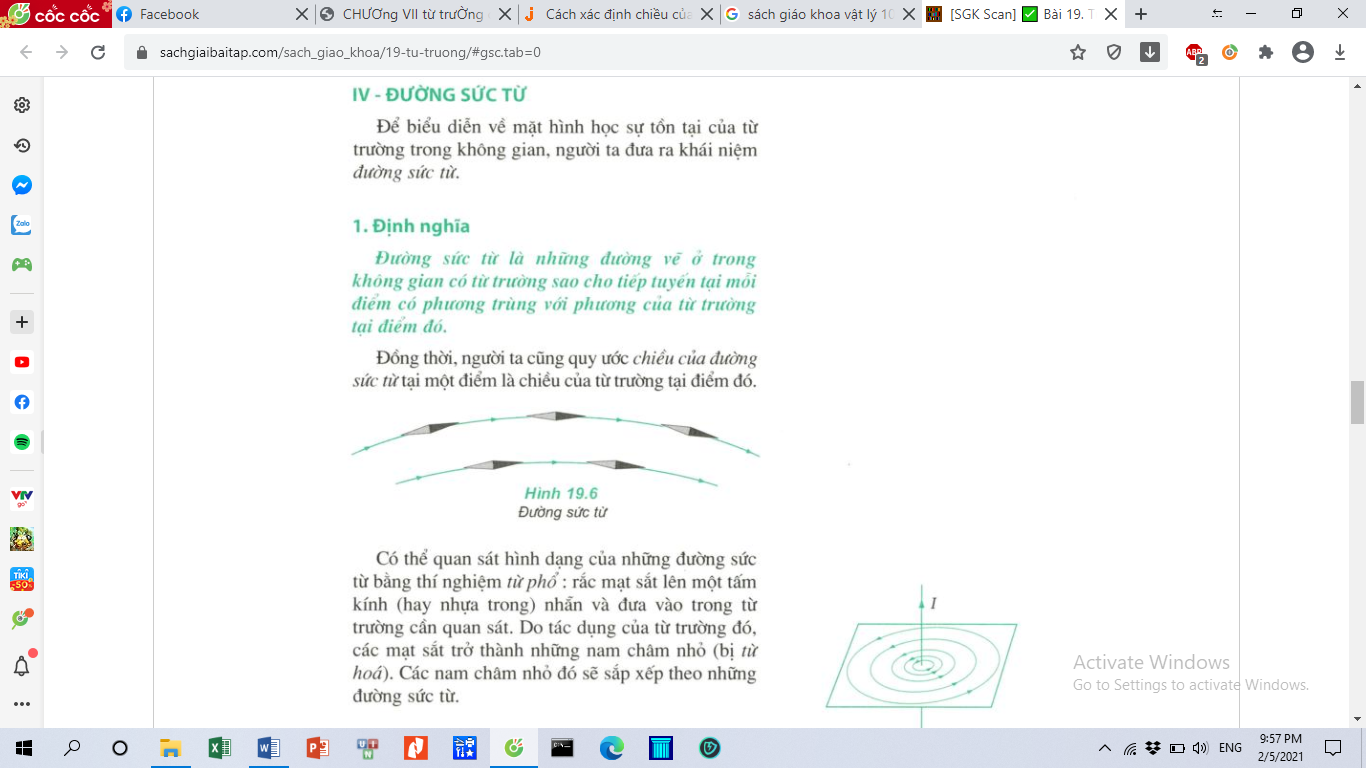 cốc cốc
Facebook
CHƯƠng VII từ trưỜng
Cách xác định chiều củ
sách giáo khoa vật lý 10
[SGK Scan] ✅ Bài 19. T
sachgiaibaitap.com/sach_giao_khoa/19-tu-truong/#gsc.tab=0
ABP
2
IV - ĐƯỜNG SỨC TỪ
Để biểu diễn về mặt hình học sự tồn tại của từ
trường trong không gian, người ta đưa ra khái niệm
đường sức từ.
1. Định nghĩa
Đường sức từ là những đường vẽ ở trong
không gian có từ trường sao cho tiếp tuyến tại mỗi
điểm có phương trùng với phương của từ trường
tại điểm đó.
Đồng thời, người ta cũng quy ước chiều của đường
sức từ tại một điểm là chiều của từ trường tại điểm đó.
Hình 19.6
Đường sức từ
Có thể quan sát hình dạng của những đường sức
từ bằng thí nghiệm từ phổ : rắc mạt sắt lên một tấm
kính (hay nhựa trong) nhẵn và đưa vào trong từ
trường cần quan sát. Do tác dụng của từ trường đó,
các mạt sắt trở thành những nam châm nhỏ (bị từ
hoá). Các nam châm nhỏ đó sẽ sắp xếp theo những
đường sức từ.
I
Zalo
VTV
go
TIKI
-50%
Activate Windows
Go to Settings to activate Windows.
ENG
9:57 PM
2/5/2021